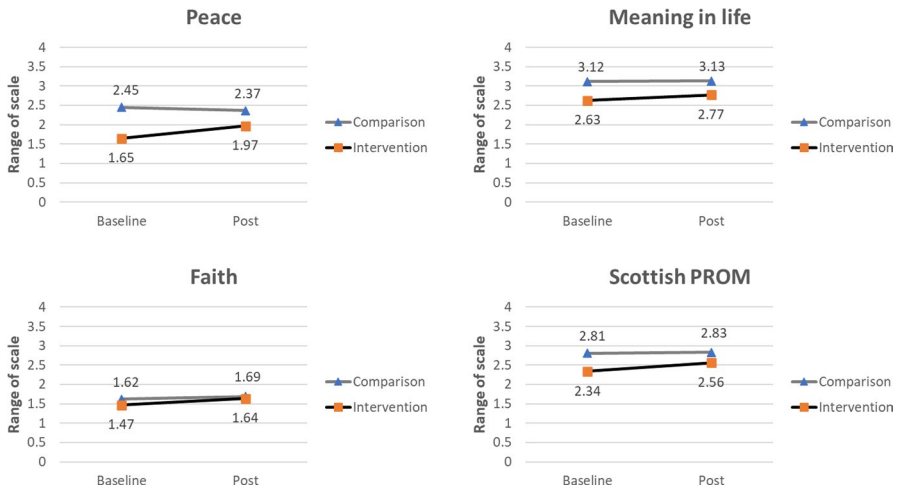 Peace
Range of scale
4
3.5
3
2.5
2
1.5
1
0.5
0
2.45
2.37
1.65
1.97
Baseline
Post
Comparison
Intervention
Meaning in life
Range of scale
4
3.5
3
2.5
2
1.5
1
0.5
0
3.12
3.13
2.63
2.77
Baseline
Post
Comparison
Intervention
Faith
Range of scale
4
3.5
3
2.5
2
1.5
1
0.5
0
1.62
1.69
1.47
1.64
Baseline
Post
Comparison
Intervention
Scottish PROM
Range of scale
4
3.5
3
2.5
2
1.5
1
0.5
0
2.81
2.83
2.34
2.56
Baseline
Post
Comparison
Intervention